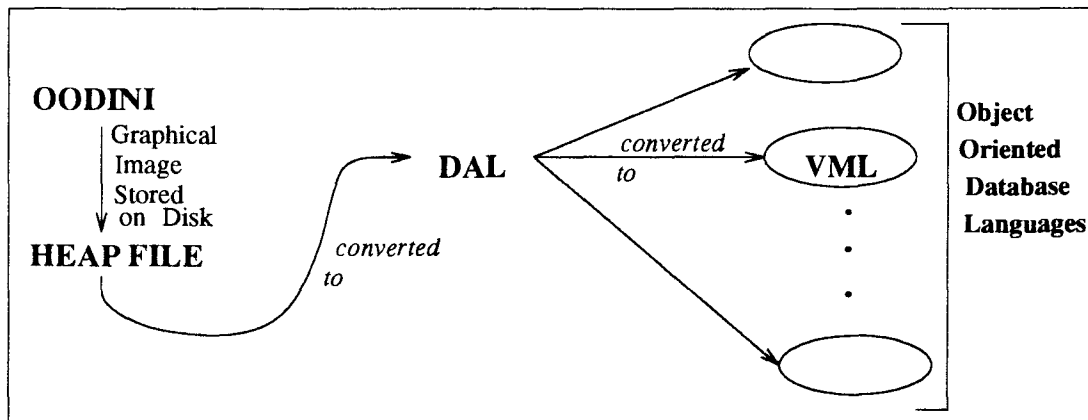 OODINI
Graphical
Image
Stored
on Disk
HEAP FILE
converted
to
DAL
converted
to
VML
Object
Oriented
Database
Languages